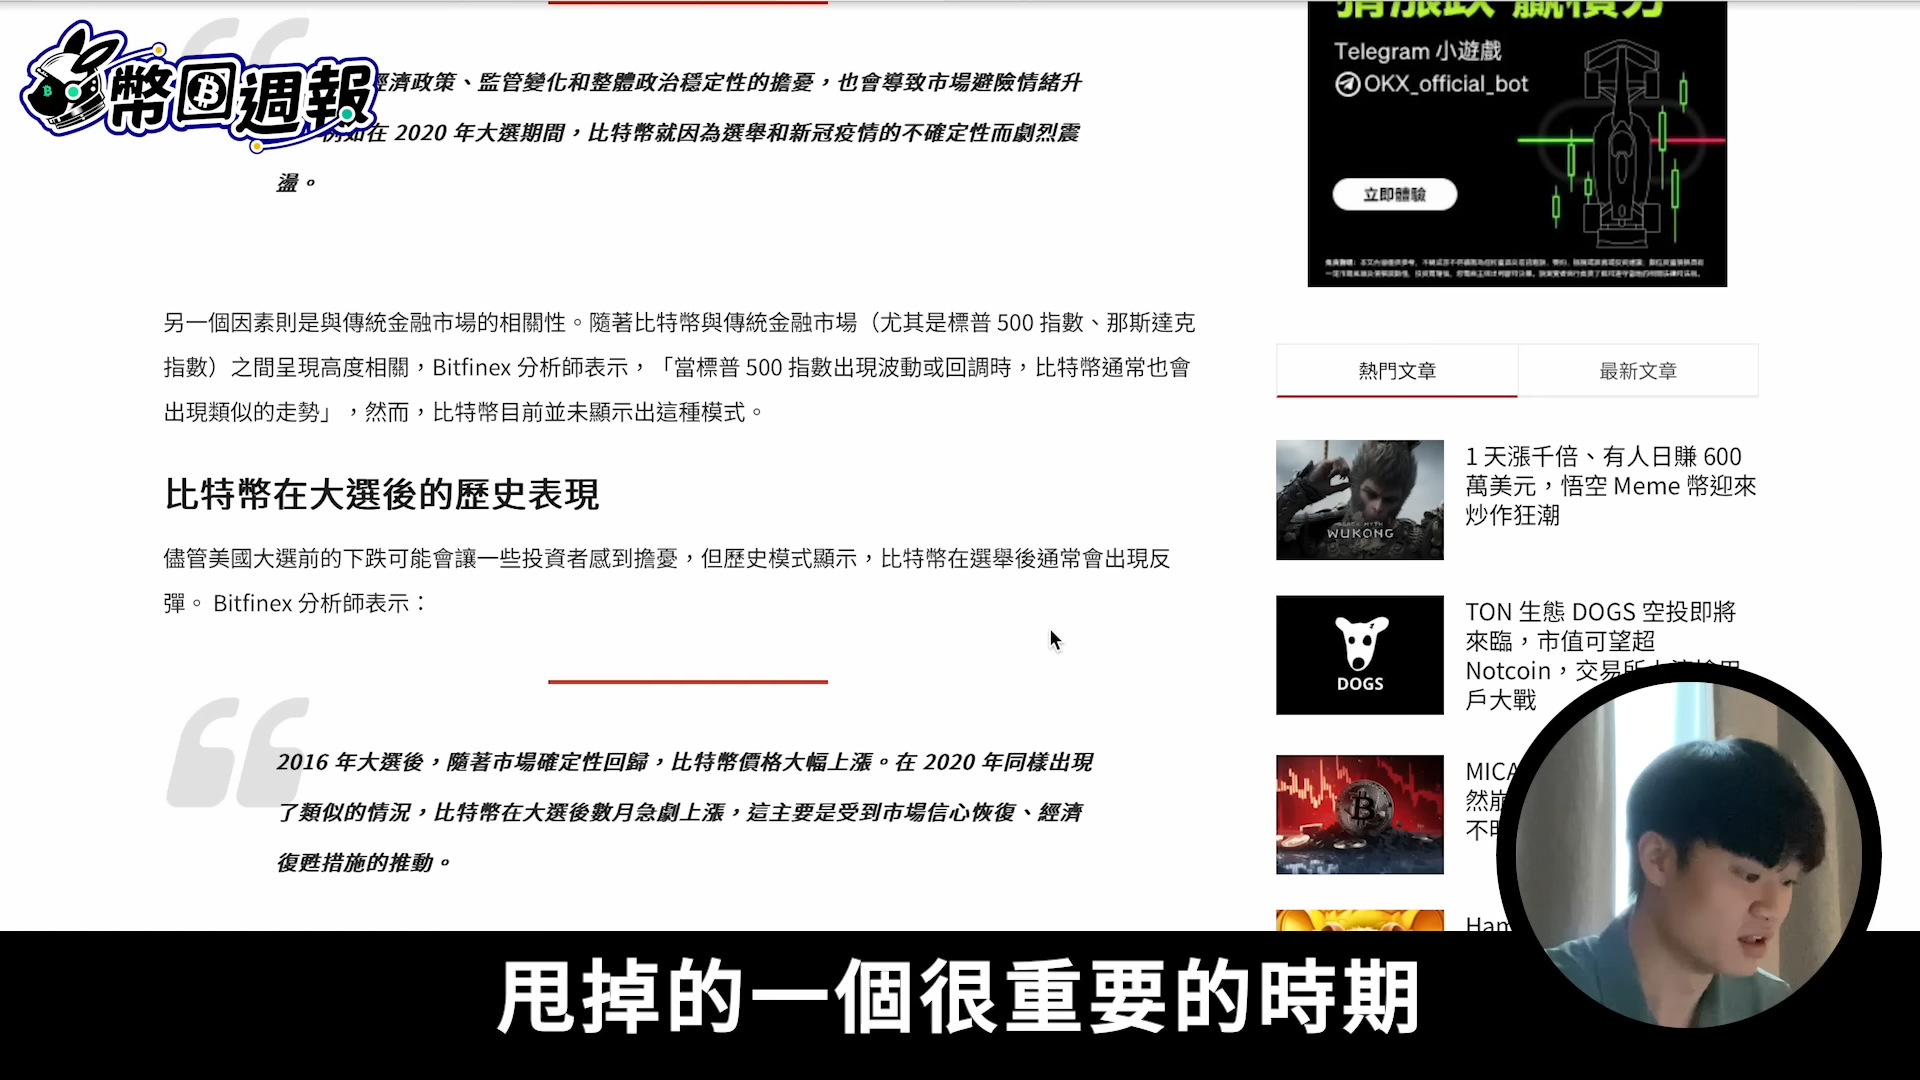 幣圈週報
經濟政策、監管變化和整體政治穩定性的擔憂，也會導致市場避險情緒升
例如在 2020 年大選期間，比特幣就因為選舉和新冠疫情的不確定性而劇烈震
盪。
另一個因素則是與傳統金融市場的相關性。隨著比特幣與傳統金融市場（尤其是標普 500 指數、那斯達克
指數）之間呈現高度相關，Bitfinex 分析師表示，「當標普 500 指數出現波動或回調時，比特幣通常也會
出現類似的走勢」，然而，比特幣目前並未顯示出這種模式。
比特幣在大選後的歷史表現
儘管美國大選前的下跌可能會讓一些投資者感到擔憂，但歷史模式顯示，比特幣在選舉後通常會出現反
彈。 Bitfinex 分析師表示：
2016 年大選後，隨著市場確定性回歸，比特幣價格大幅上漲。在 2020 年同樣出現
了類似的情況，比特幣在大選後數月急劇上漲，這主要是受到市場信心恢復、經濟
復甦措施的推動。
猜漲跌 贏積分
Telegram 小遊戲
OKX_official_bot
立即體驗
熱門文章
最新文章
BLACK MYTH
WUKONG
1 天漲千倍、有人日賺 600
萬美元，悟空 Meme 幣迎來
炒作狂潮
DOGS
TON 生態 DOGS 空投即將
來臨，市值可望超
Notcoin，交易所
戶大戰
MICA
然崩
不
Ham
甩掉的一個很重要的時期